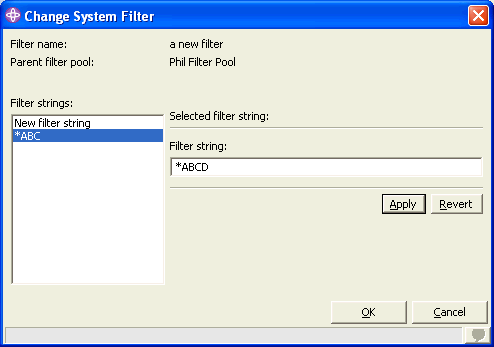 Change System Filter
Filter name: a new filter
Parent filter pool: Phil Filter Pool
Filter strings:
New filter string
*ABC
Selected filter string:
Filter string:
*ABCD
Apply Revert
OK Cancel